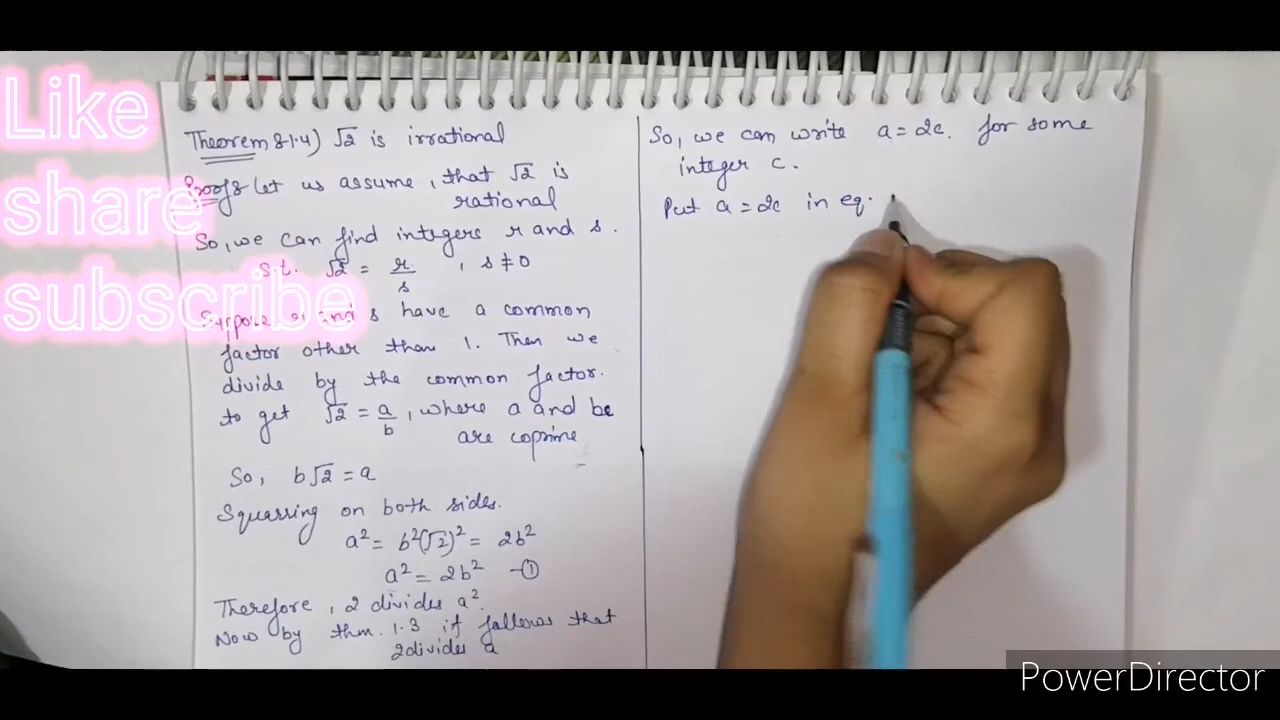 Like
share
subscribe
Theorem 1.4) √2 is irrational
Proof: Let us assume, that √2 is
rational
So, we can find integers r and s.
s.t. √2 = r/s , s ≠ 0
Suppose r and s have a common
factor other than 1. Then we
divide by the common factor.
to get √2 = a/b, where a and be
are coprime
So, b√2 = a
Squarring on both sides.
a² = b²(√2)² = 2b²
a² = 2b² -①
Therefore, 2 divides a².
Now by thm. 1.3 it follows that
2 divides a
So, we can write a = 2c. for some
integer c.
Put a = 2c in eq.
PowerDirector